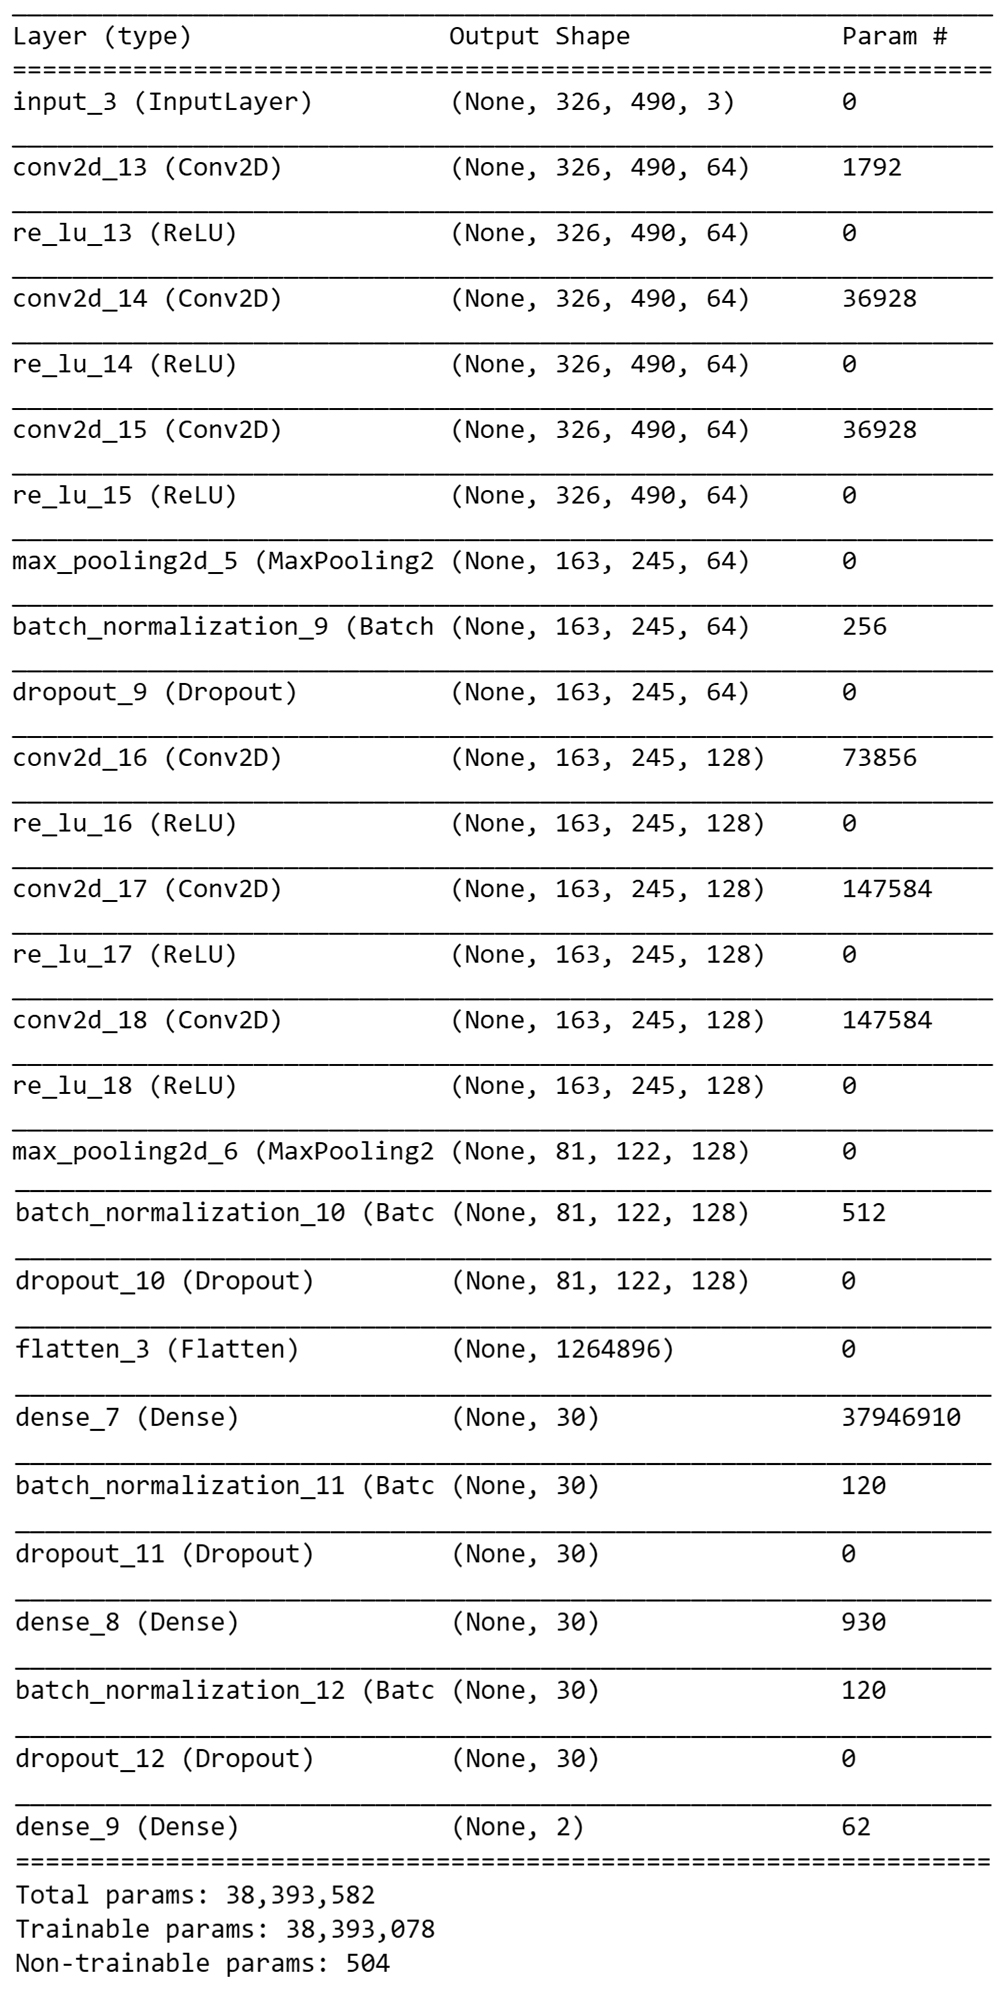 Layer (type) Output Shape Param #
=================================================================
input_3 (InputLayer) (None, 326, 490, 3) 0
conv2d_13 (Conv2D) (None, 326, 490, 64) 1792
re_lu_13 (ReLU) (None, 326, 490, 64) 0
conv2d_14 (Conv2D) (None, 326, 490, 64) 36928
re_lu_14 (ReLU) (None, 326, 490, 64) 0
conv2d_15 (Conv2D) (None, 326, 490, 64) 36928
re_lu_15 (ReLU) (None, 326, 490, 64) 0
max_pooling2d_5 (MaxPooling2 (None, 163, 245, 64) 0
batch_normalization_9 (Batch (None, 163, 245, 64) 256
dropout_9 (Dropout) (None, 163, 245, 64) 0
conv2d_16 (Conv2D) (None, 163, 245, 128) 73856
re_lu_16 (ReLU) (None, 163, 245, 128) 0
conv2d_17 (Conv2D) (None, 163, 245, 128) 147584
re_lu_17 (ReLU) (None, 163, 245, 128) 0
conv2d_18 (Conv2D) (None, 163, 245, 128) 147584
re_lu_18 (ReLU) (None, 163, 245, 128) 0
max_pooling2d_6 (MaxPooling2 (None, 81, 122, 128) 0
batch_normalization_10 (Batc (None, 81, 122, 128) 512
dropout_10 (Dropout) (None, 81, 122, 128) 0
flatten_3 (Flatten) (None, 1264896) 0
dense_7 (Dense) (None, 30) 37946910
batch_normalization_11 (Batc (None, 30) 120
dropout_11 (Dropout) (None, 30) 0
dense_8 (Dense) (None, 30) 930
batch_normalization_12 (Batc (None, 30) 120
dropout_12 (Dropout) (None, 30) 0
dense_9 (Dense) (None, 2) 62
=================================================================
Total params: 38,393,582
Trainable params: 38,393,078
Non-trainable params: 504